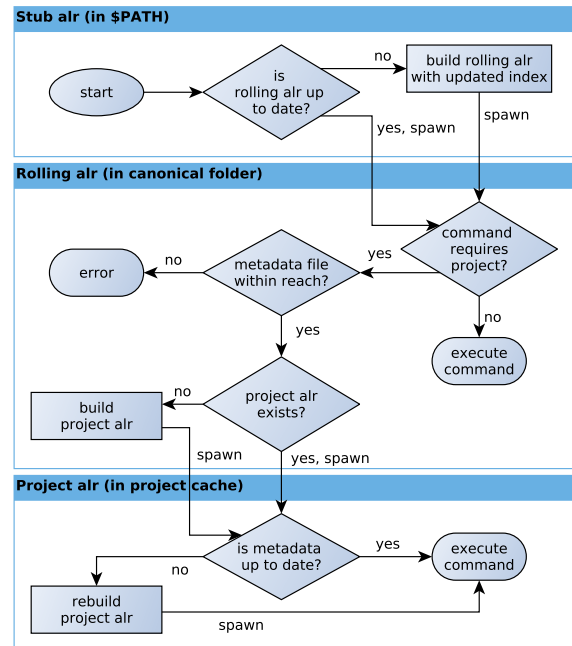 Stub alr (in $PATH)
start
is
rolling alr up
to date?
no
build rolling alr
with updated index
yes, spawn
spawn
Rolling alr (in canonical folder)
command
requires
project?
yes
metadata file
within reach?
no
error
no
execute
command
yes
project alr
exists?
no
build
project alr
spawn
yes, spawn
Project alr (in project cache)
is metadata
up to date?
yes
execute
command
no
rebuild
project alr
spawn